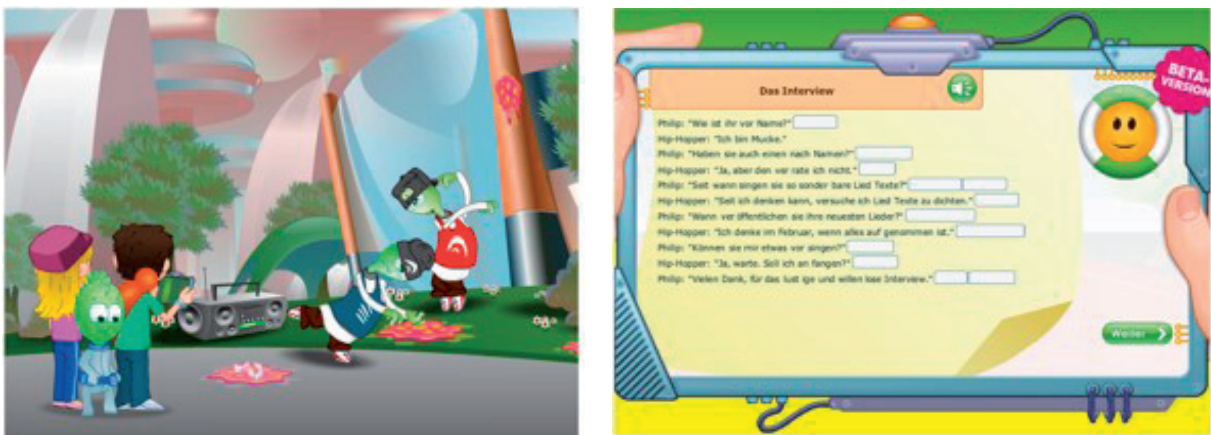 Das Interview
BETA-
VERSION
Philip: "Wie ist ihr vor Name?"
Hip-Hopper: "Ich bin Mucke."
Philip: "Haben sie auch einen nach Namen?"
Hip-Hopper: "Ja, aber den ver rate ich nicht."
Philip: "Seit wann singen sie so sonder bare Lied Texte?"
Hip-Hopper: "Seit ich denken kann, versuche ich Lied Texte zu dichten."
Philip: "Wann ver öffentlichen sie ihre neuesten Lieder?"
Hip-Hopper: "Ich denke im Februar, wenn alles auf genommen ist."
Philip: "Können sie mir etwas vor singen?"
Hip-Hopper: "Ja, warte. Soll ich an fangen?"
Philip: "Vielen Dank, für das lust ige und willen lose Interview."
Weiter